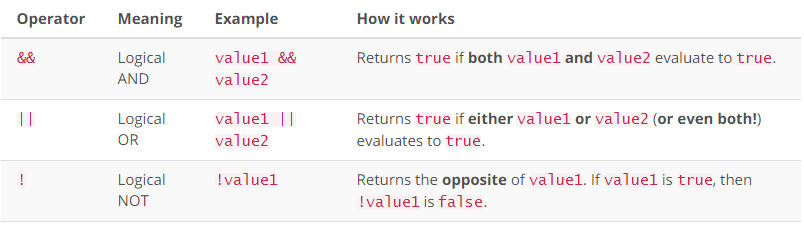 Operator Meaning Example How it works
&& Logical AND value1 && value2 Returns true if both value1 and value2 evaluate to true.
|| Logical OR value1 || value2 Returns true if either value1 or value2 (or even both!) evaluates to true.
! Logical NOT !value1 Returns the opposite of value1. If value1 is true, then !value1 is false.